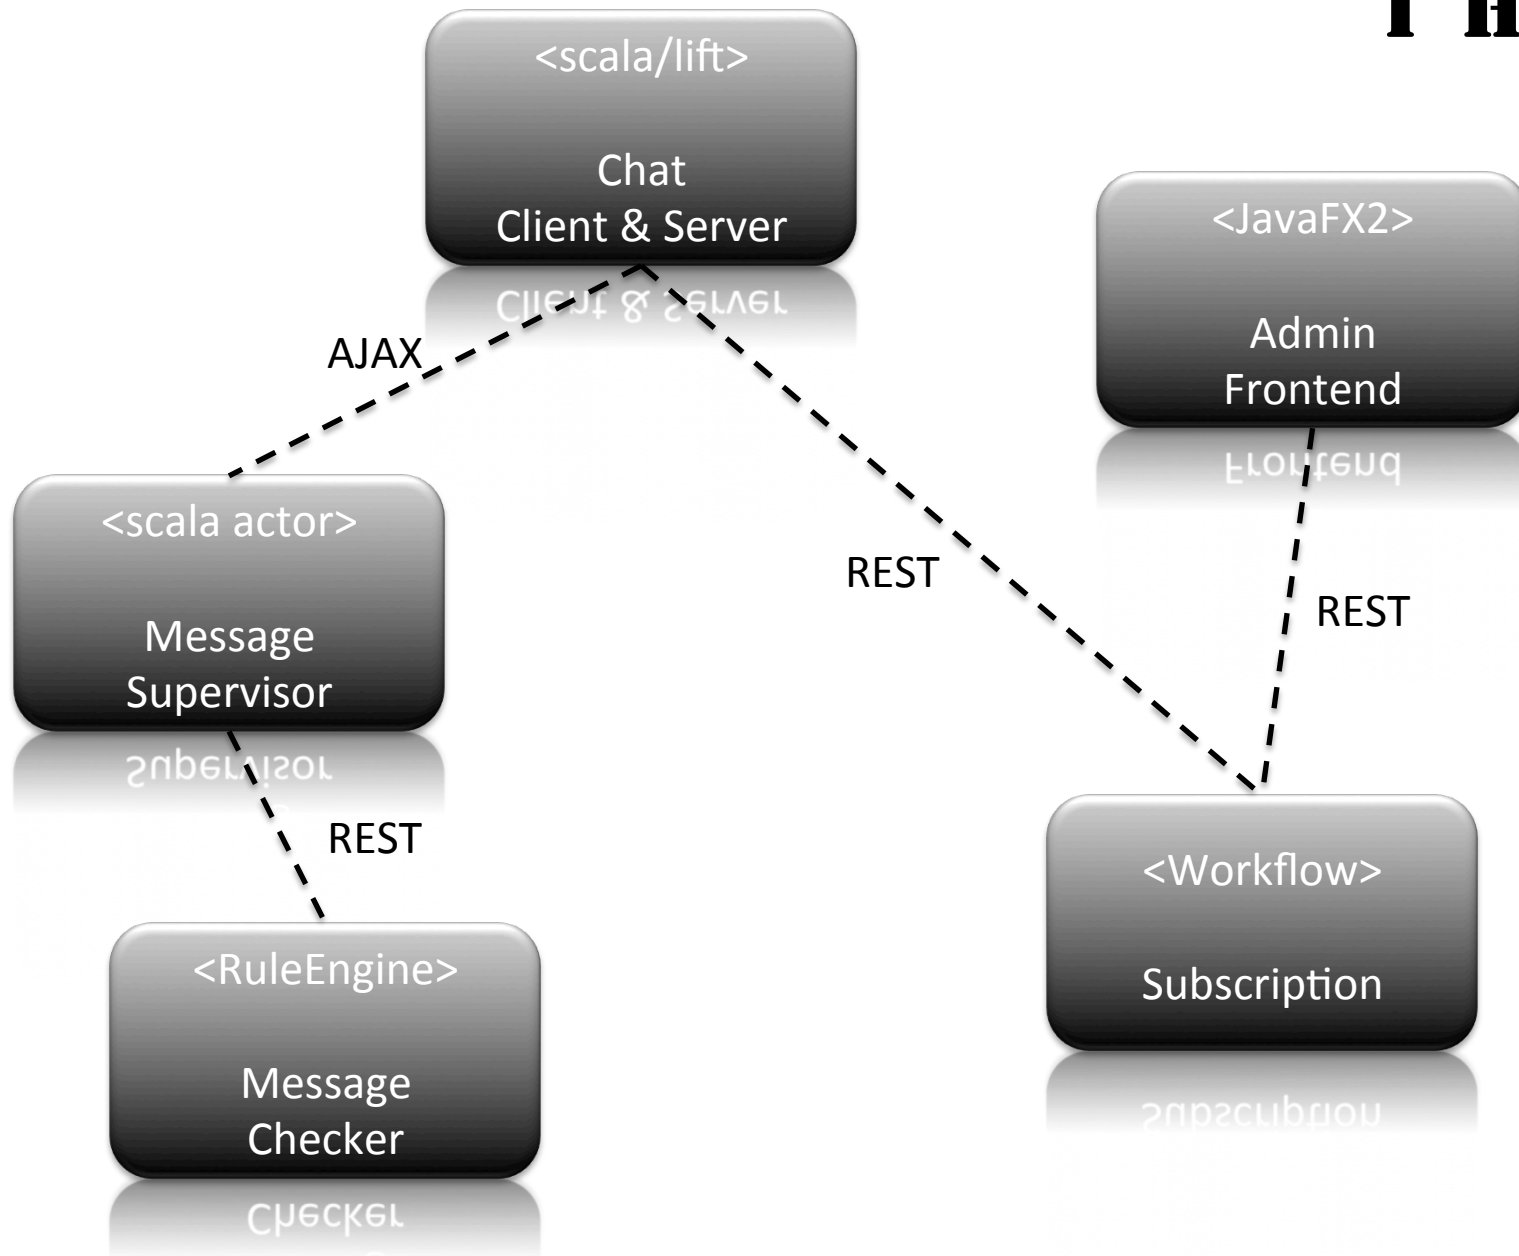 <scala/lift>
Chat
Client & Server
<JavaFX2>
Admin
Frontend
AJAX
<scala actor>
Message
Supervisor
REST
REST
REST
<RuleEngine>
Message
Checker
<Workflow>
Subscription